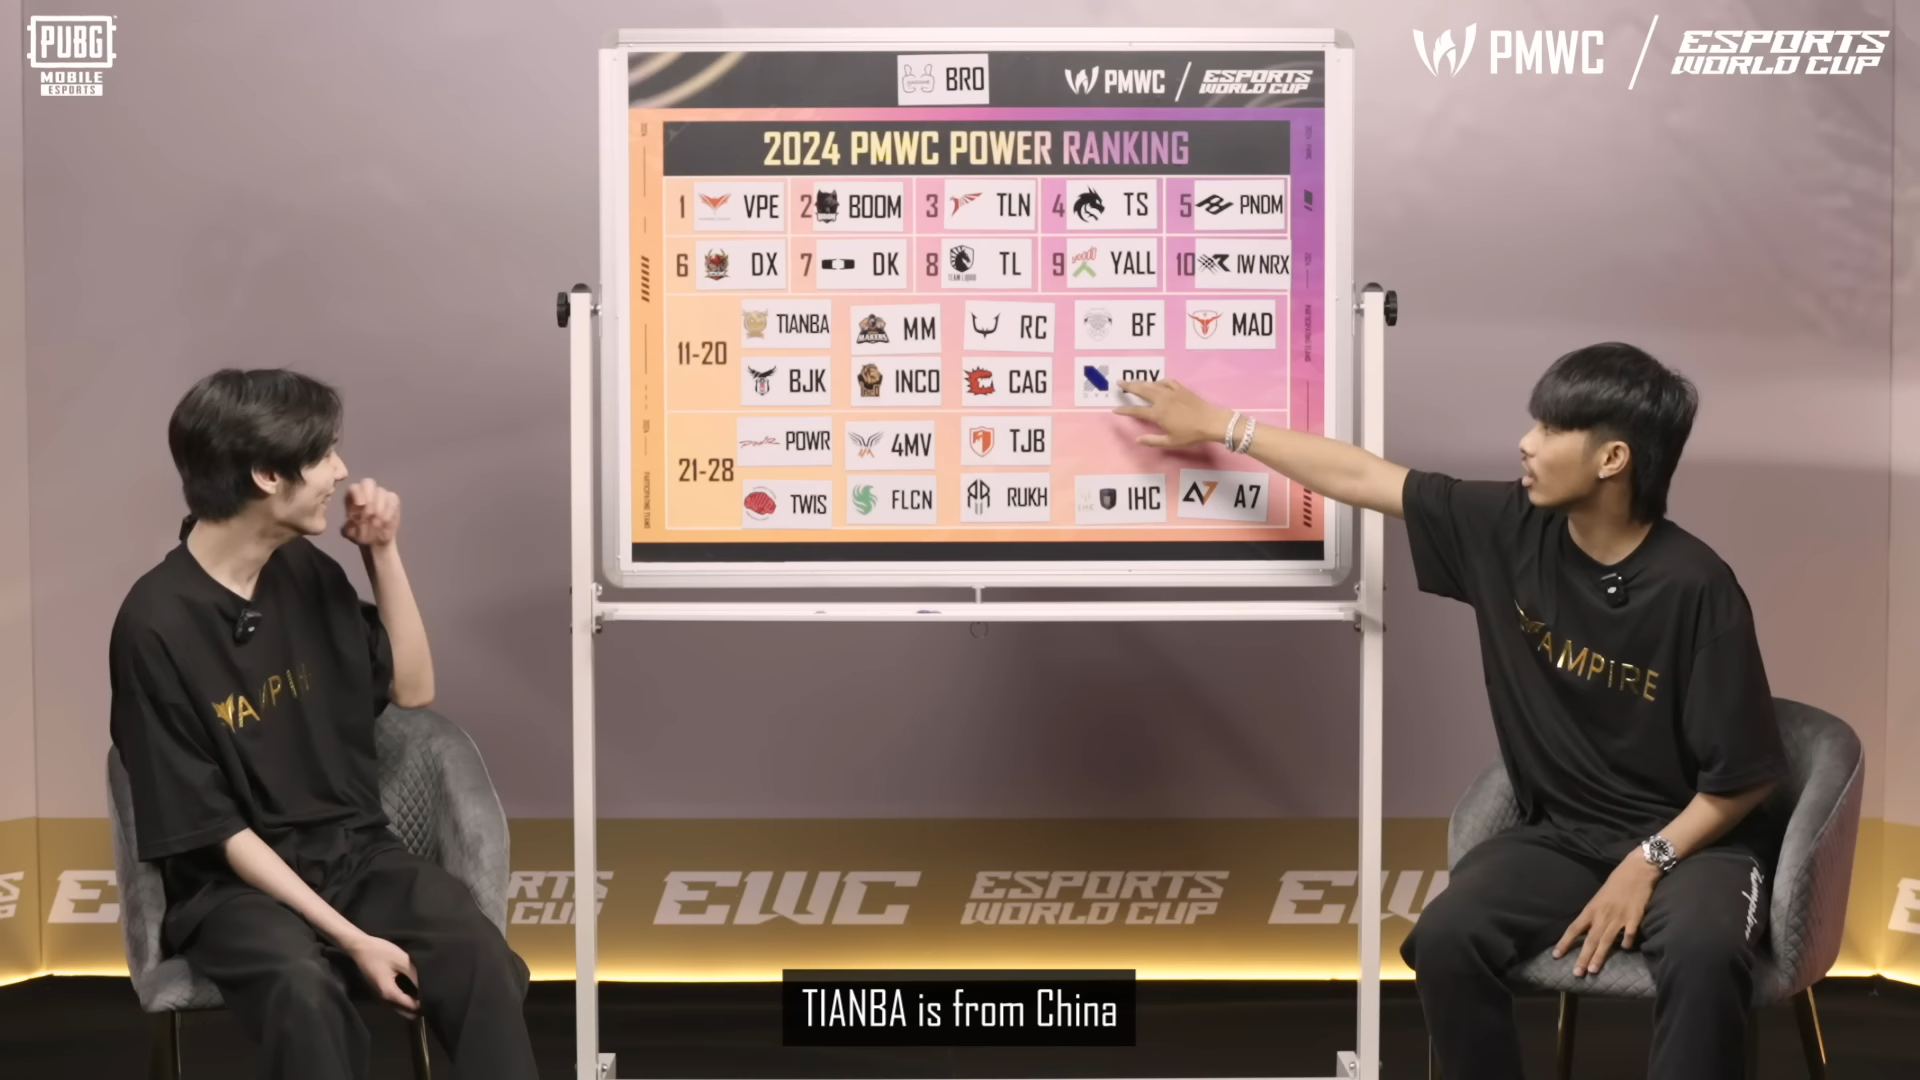 PUBG
MOBILE
ESPORTS
PMWC / ESPORTS WORLD CUP
BRO
PMWC / ESPORTS WORLD CUP
2024 PMWC POWER RANKING
1 VPE 2 BOOM 3 TLN 4 TS 5 PNDM
6 DX 7 DK 8 TEAM LIQUID TL 9 YALL 10 IW NRX
11-20
TIANBA MM RC BF MAD
BJK INCO CAG
21-28
POWR 4MV TJB
TWIS FLCN RUKH IHC A7
VAMPIRE
AMPIRE
EWC ESPORTS WORLD CUP
TIANBA is from China